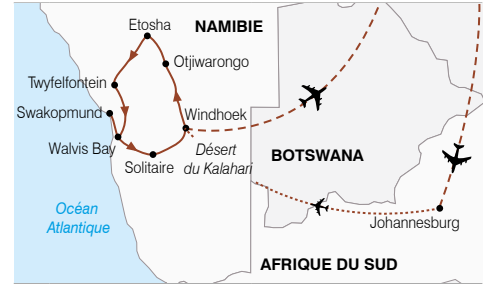 Etosha
NAMIBIE
Otjiwarongo
Twyfelfontein
Swakopmund
Windhoek
Walvis Bay
Désert
du Kalahari
Solitaire
BOTSWANA
Océan
Atlantique
Johannesburg
AFRIQUE DU SUD